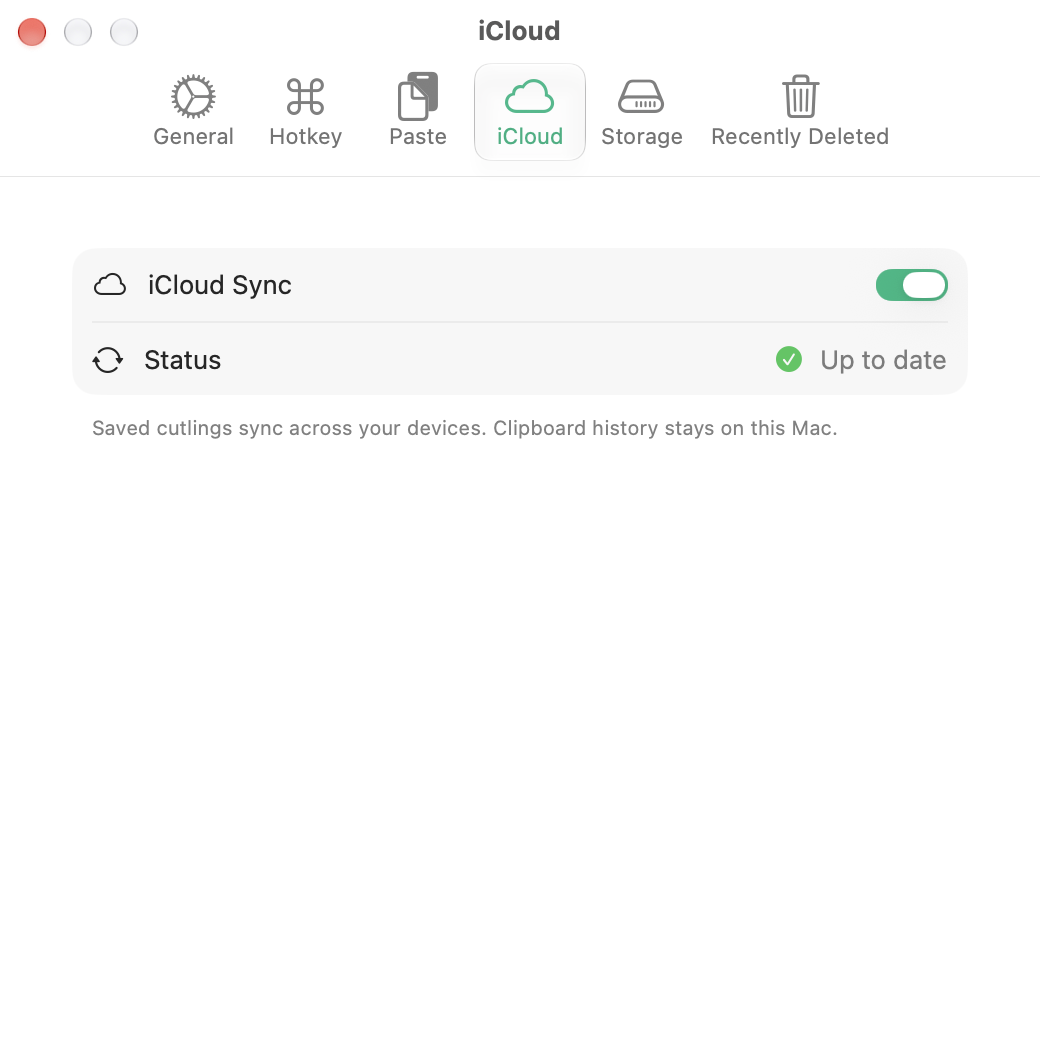 iCloud
General
Hotkey
Paste
iCloud
Storage
Recently Deleted
iCloud Sync
Status
Up to date
Saved cutlings sync across your devices. Clipboard history stays on this Mac.